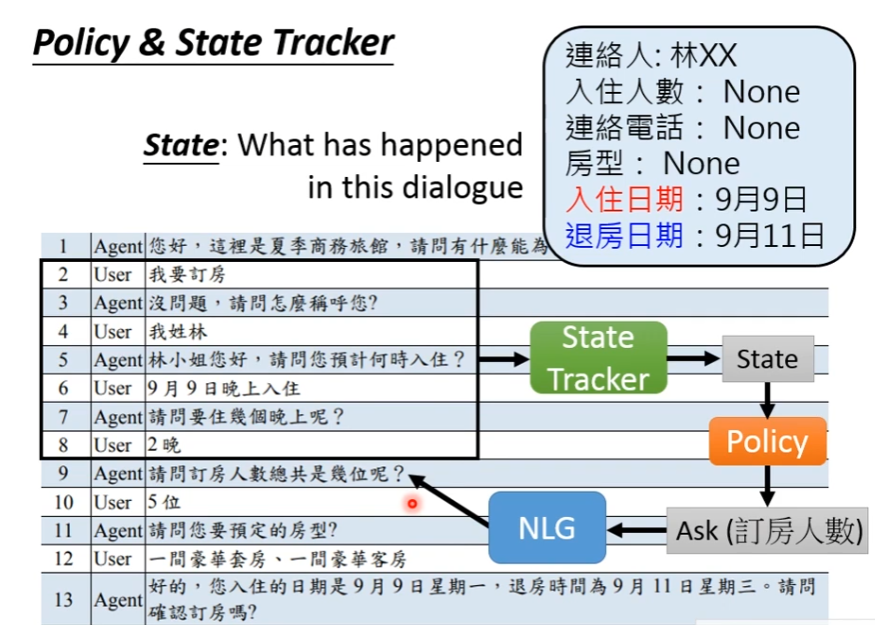 Policy & State Tracker
連絡人: 林XX
入住人數： None
連絡電話： None
房型： None
入住日期：9月9日
退房日期：9月11日
State: What has happened
in this dialogue
1 Agent 您好，這裡是夏季商務旅館，請問有什麼能為
2 User 我要訂房
3 Agent 沒問題，請問怎麼稱呼您?
4 User 我姓林
5 Agent 林小姐您好，請問您預計何時入住？
6 User 9 月 9 日晚上入住
7 Agent 請問要住幾個晚上呢？
8 User 2 晚
9 Agent 請問訂房人數總共是幾位呢？
10 User 5 位
11 Agent 請問您要預定的房型?
12 User 一間豪華套房、一間豪華客房
13 Agent 好的，您入住的日期是 9 月 9 日星期一，退房時間為 9 月 11 日星期三。請問
確認訂房嗎?
State
Tracker
State
Policy
Ask (訂房人數)
NLG